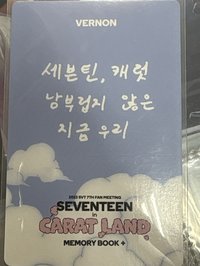 VERNON
세븐틴, 캐럿
남부럽지 않은
지금 우리
2023 SVT 7TH FAN MEETING
SEVENTEEN
in
CARAT LAND
MEMORY BOOK +